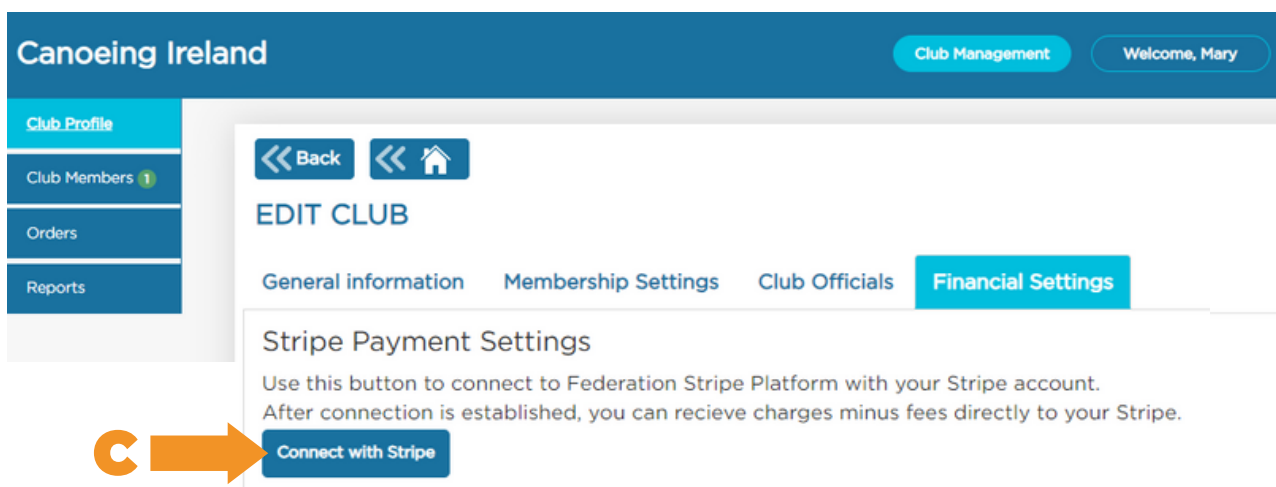 Canoeing Ireland
Club Management
Welcome, Mary
Club Profile
Club Members 1
Orders
Reports
Back
EDIT CLUB
General information Membership Settings Club Officials Financial Settings
Stripe Payment Settings
Use this button to connect to Federation Stripe Platform with your Stripe account.
After connection is established, you can recieve charges minus fees directly to your Stripe.
C
Connect with Stripe